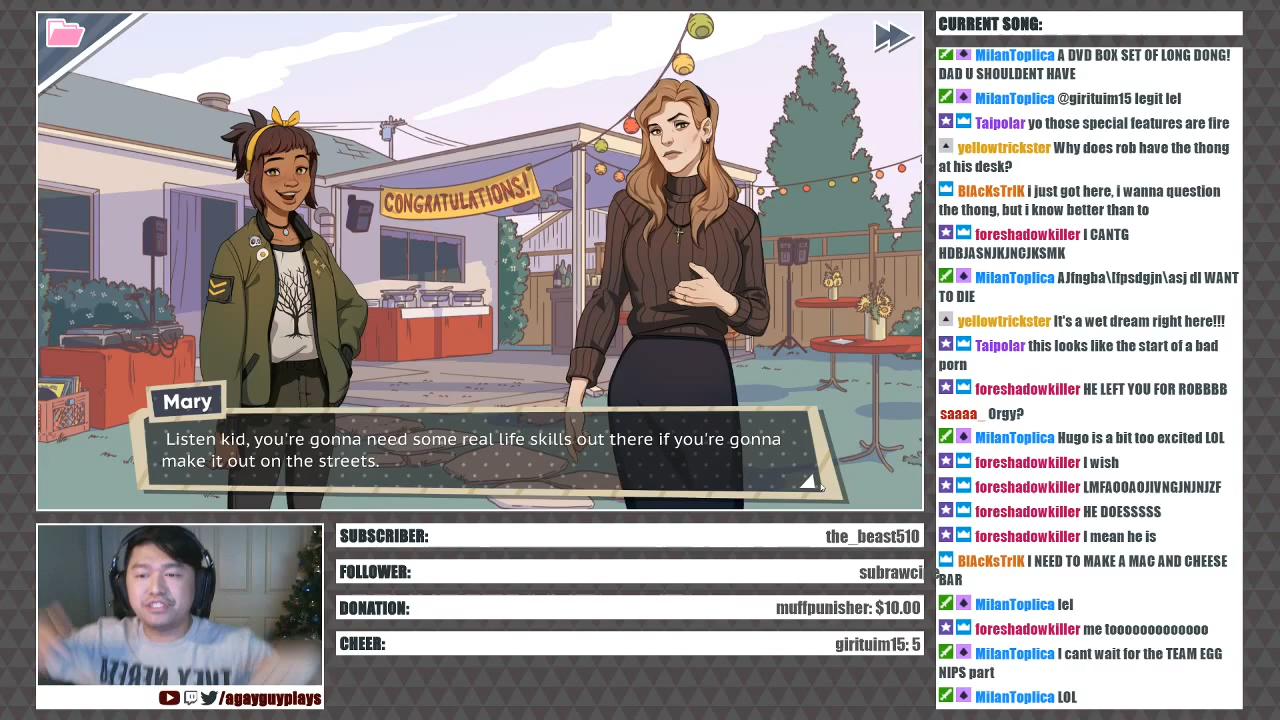 CONGRATULATIONS!
Mary
Listen kid, you're gonna need some real life skills out there if you're gonna
make it out on the streets.
SUBSCRIBER:
the_beast510
FOLLOWER:
subrawci
DONATION:
muffpunisher: $10.00
CHEER:
girituim15: 5
/agayguyplays
CURRENT SONG:
MilanToplica A DVD BOX SET OF LONG DONG!
DAD U SHOULDENT HAVE
MilanToplica @girituim15 legit lel
Taipolar yo those special features are fire
yellowtrickster Why does rob have the thong
at his desk?
BlAcKsTrIK i just got here, i wanna question
the thong, but i know better than to
foreshadowkiller I CANTG
HDBJASNJKJNCJKSMK
MilanToplica AJfngba\[fpsdgjn\asj dI WANT
TO DIE
yellowtrickster It's a wet dream right here!!!
Taipolar this looks like the start of a bad
porn
foreshadowkiller HE LEFT YOU FOR ROBBBB
saaaa_ Orgy?
MilanToplica Hugo is a bit too excited LOL
foreshadowkiller I wish
foreshadowkiller LMFAOOAOJIVNGJNJNJZF
foreshadowkiller HE DOESSSSS
foreshadowkiller I mean he is
BlAcKsTrIK I NEED TO MAKE A MAC AND CHEESE
BAR
MilanToplica lel
foreshadowkiller me tooooooooooooo
MilanToplica I cant wait for the TEAM EGG
NIPS part
MilanToplica LOL